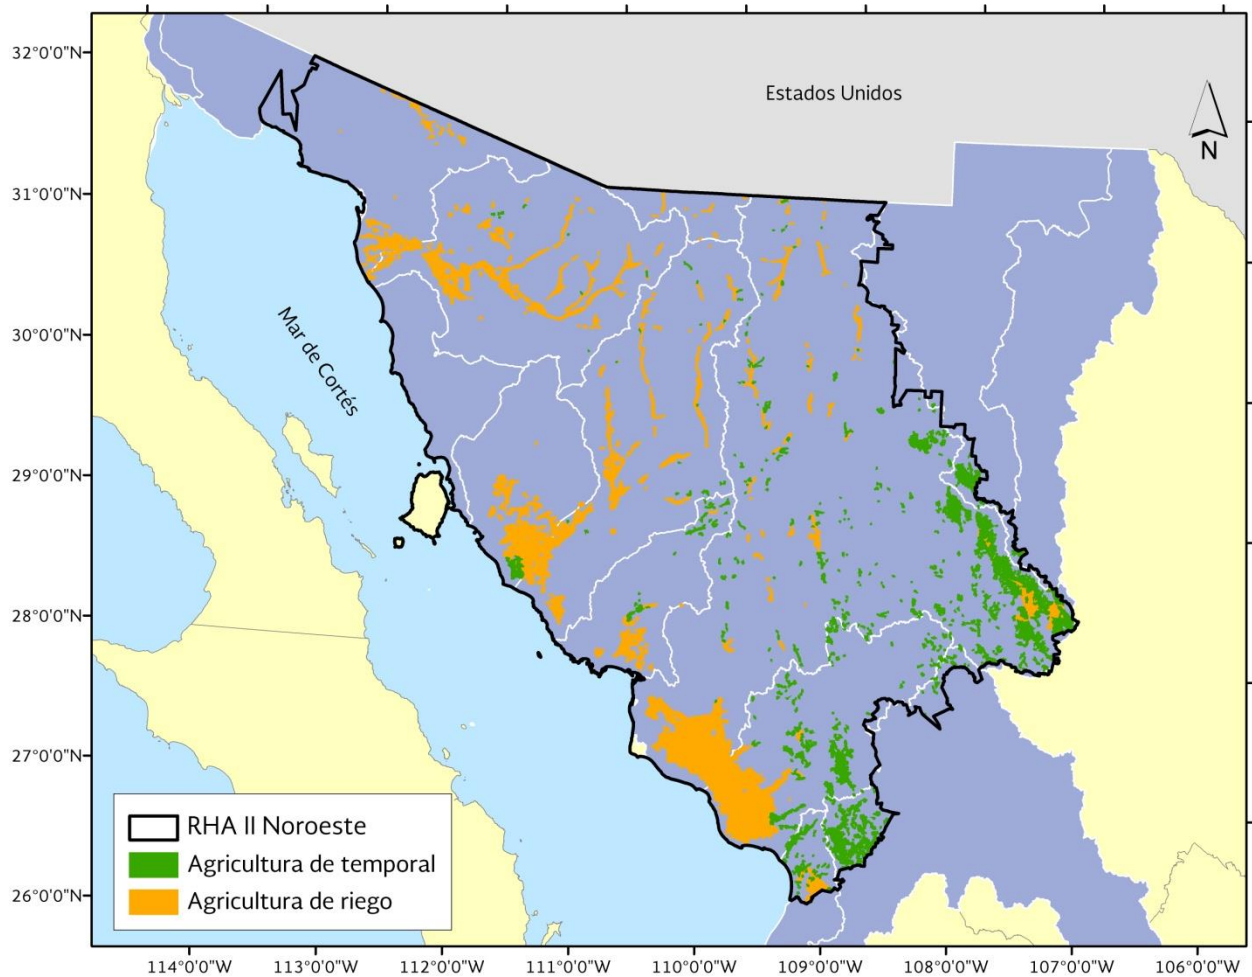 32°0'0"N
31°0'0"N
30°0'0"N
29°0'0"N
28°0'0"N
27°0'0"N
26°0'0"N
Estados Unidos
N
Mar de Cortés
RHA II Noroeste
Agricultura de temporal
Agricultura de riego
114°0'0"W
113°0'0"W
112°0'0"W
111°0'0"W
110°0'0"W
109°0'0"W
108°0'0"W
107°0'0"W
106°0'0"W